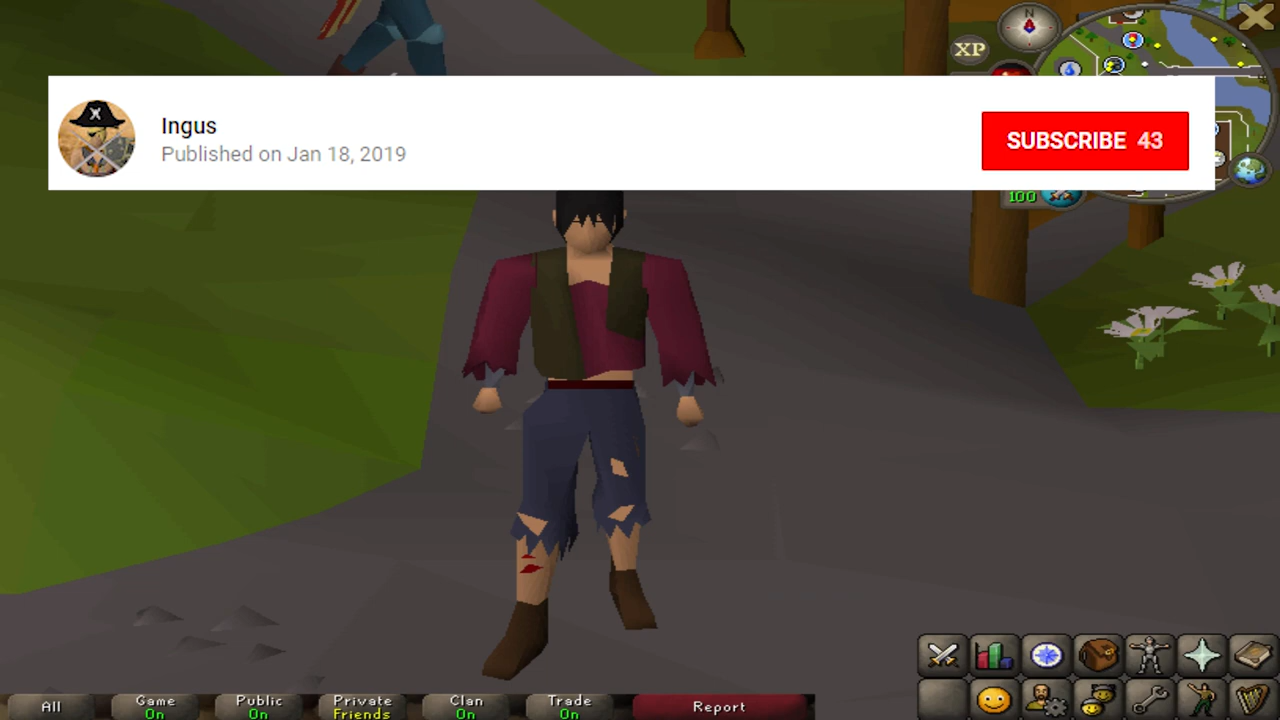 N
XP
Ingus
Published on Jan 18, 2019
SUBSCRIBE 43
100
All
Game
On
Public
On
Private
Friends
Clan
On
Trade
On
Report